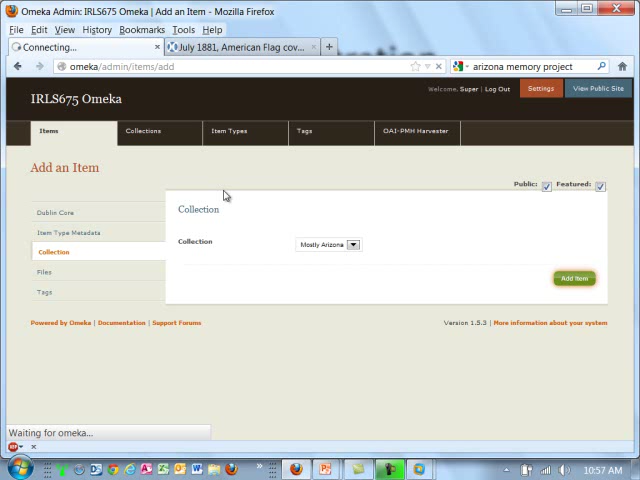 Omeka Admin: IRLS675 Omeka | Add an Item - Mozilla Firefox
File Edit View History Bookmarks Tools Help
Connecting... × July 1881, American Flag cov... × +
omeka/admin/items/add arizona memory project
Welcome, Super | Log Out Settings View Public Site
IRLS675 Omeka
Items Collections Item Types Tags OAI-PMH Harvester
Add an Item
Public: Featured:
Dublin Core
Item Type Metadata
Collection
Files
Tags
Collection
Collection Mostly Arizona
Add Item
Powered by Omeka | Documentation | Support Forums Version 1.5.3 | More information about your system
Waiting for omeka...
10:57 AM